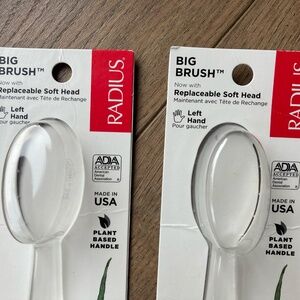 BIG
BRUSH™
Now with
Replaceable Soft Head
Maintenant avec Tête de Rechange
Left
Hand
Pour gaucher
RADIUS
ADA
ACCEPTED
American
Dental
Association
MADE IN
USA
PLANT
BASED
HANDLE
BIG
BRUSH™
Now with
Replaceable Soft Head
Maintenant avec Tête de Rechange
Left
Hand
Pour gaucher
RADIUS
ADA
ACCEPTED
American
Dental
Association
MADE IN
USA
PLANT
BASED
HANDLE